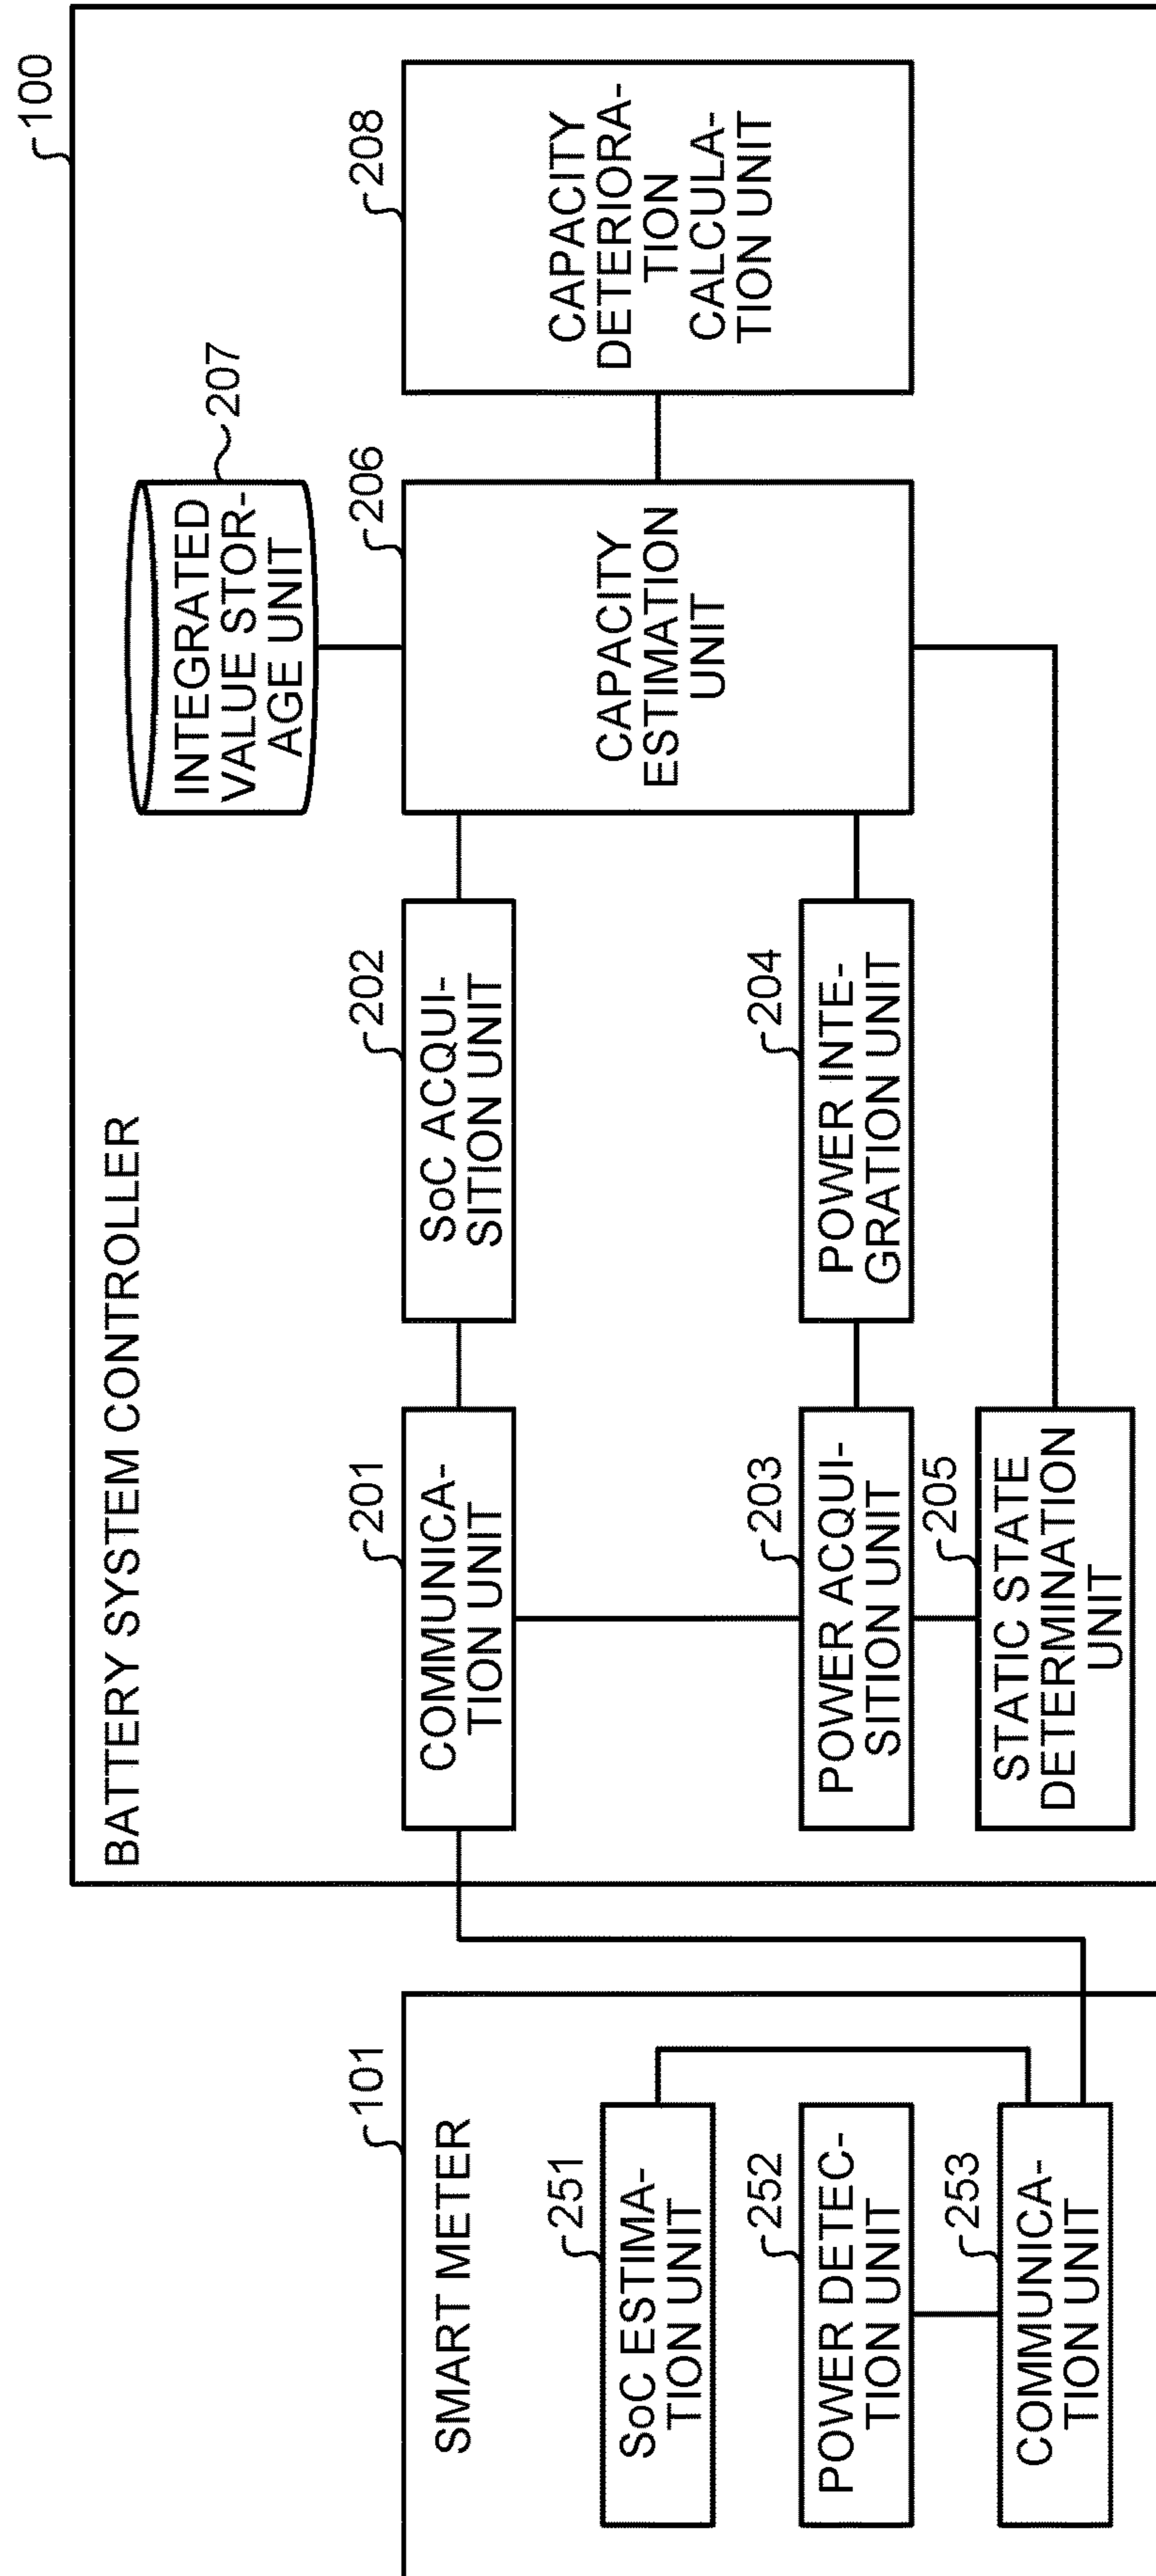 100
BATTERY SYSTEM CONTROLLER
207
INTEGRATED
VALUE STOR-
AGE UNIT
101
SMART METER
251
SoC ESTIMA-
TION UNIT
252
POWER DETEC-
TION UNIT
253
COMMUNICA-
TION UNIT
201
COMMUNICA-
TION UNIT
202
SoC ACQUI-
SITION UNIT
203
POWER ACQUI-
SITION UNIT
204
POWER INTE-
GRATION UNIT
205
STATIC STATE
DETERMINATION
UNIT
206
CAPACITY
ESTIMATION
UNIT
208
CAPACITY
DETERIORA-
TION
CALCULA-
TION UNIT